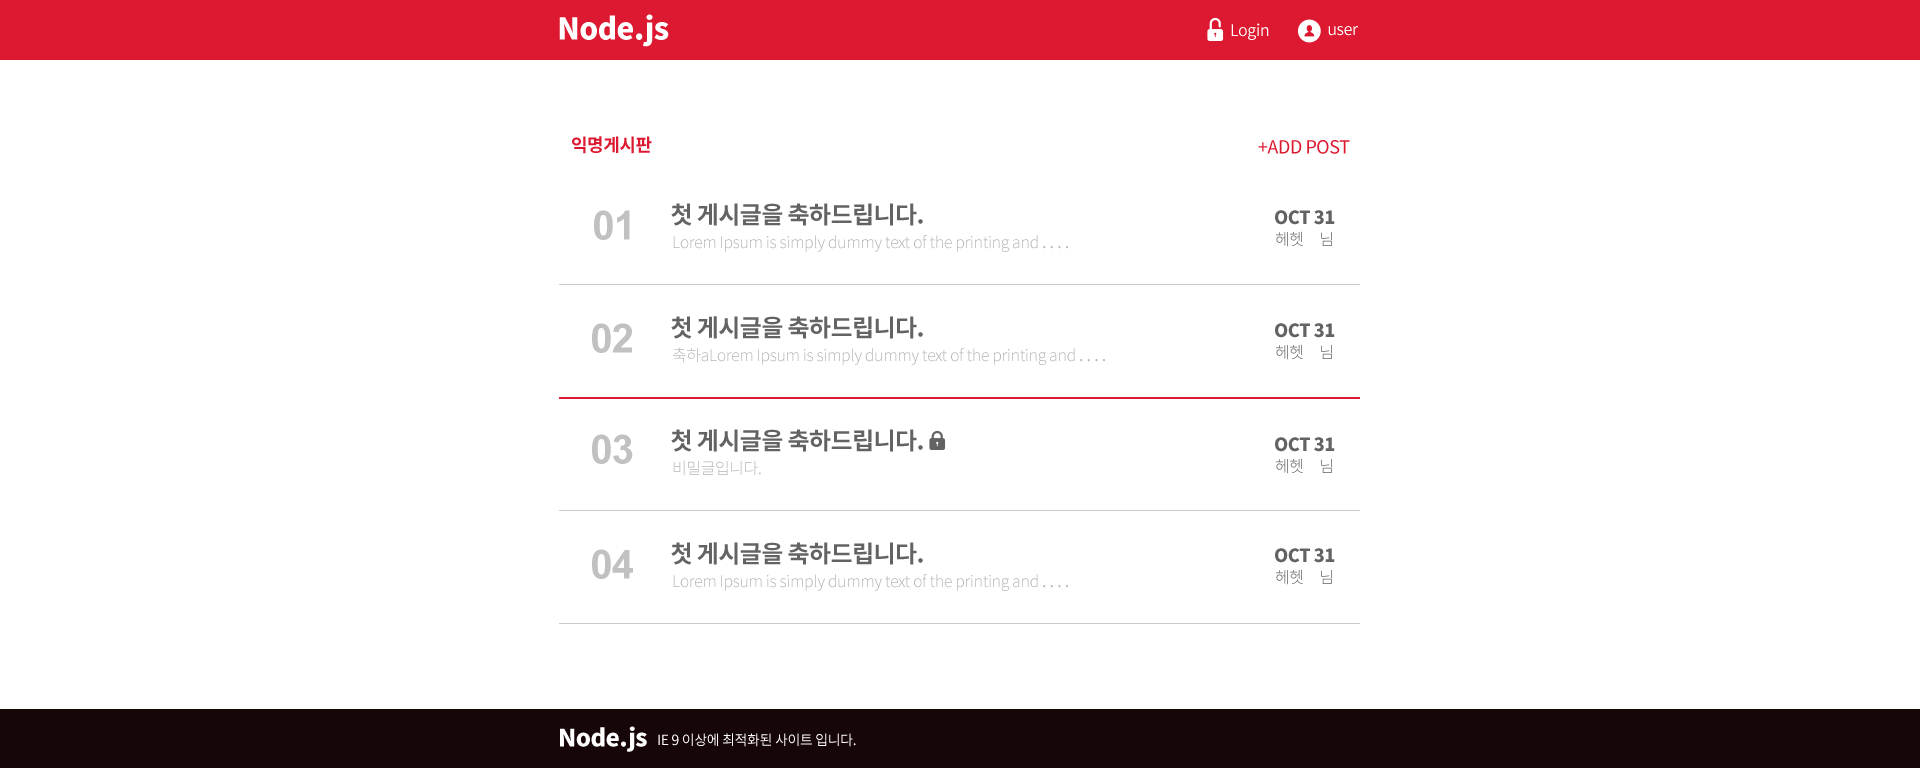 Node.js
Login
user
익명게시판
+ADD POST
01
첫 게시글을 축하드립니다.
Lorem Ipsum is simply dummy text of the printing and . . . .
OCT 31
헤헷 님
02
첫 게시글을 축하드립니다.
축하aLorem Ipsum is simply dummy text of the printing and . . . .
OCT 31
헤헷 님
03
첫 게시글을 축하드립니다.
비밀글입니다.
OCT 31
헤헷 님
04
첫 게시글을 축하드립니다.
Lorem Ipsum is simply dummy text of the printing and . . . .
OCT 31
헤헷 님
Node.js IE 9 이상에 최적화된 사이트 입니다.